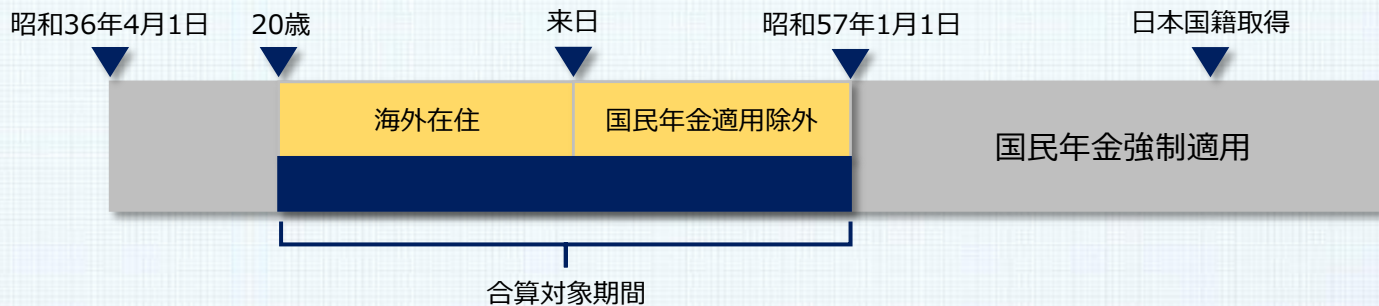 昭和36年4月1日
20歳
来日
昭和57年1月1日
日本国籍取得
海外在住
国民年金適用除外
国民年金強制適用
合算対象期間